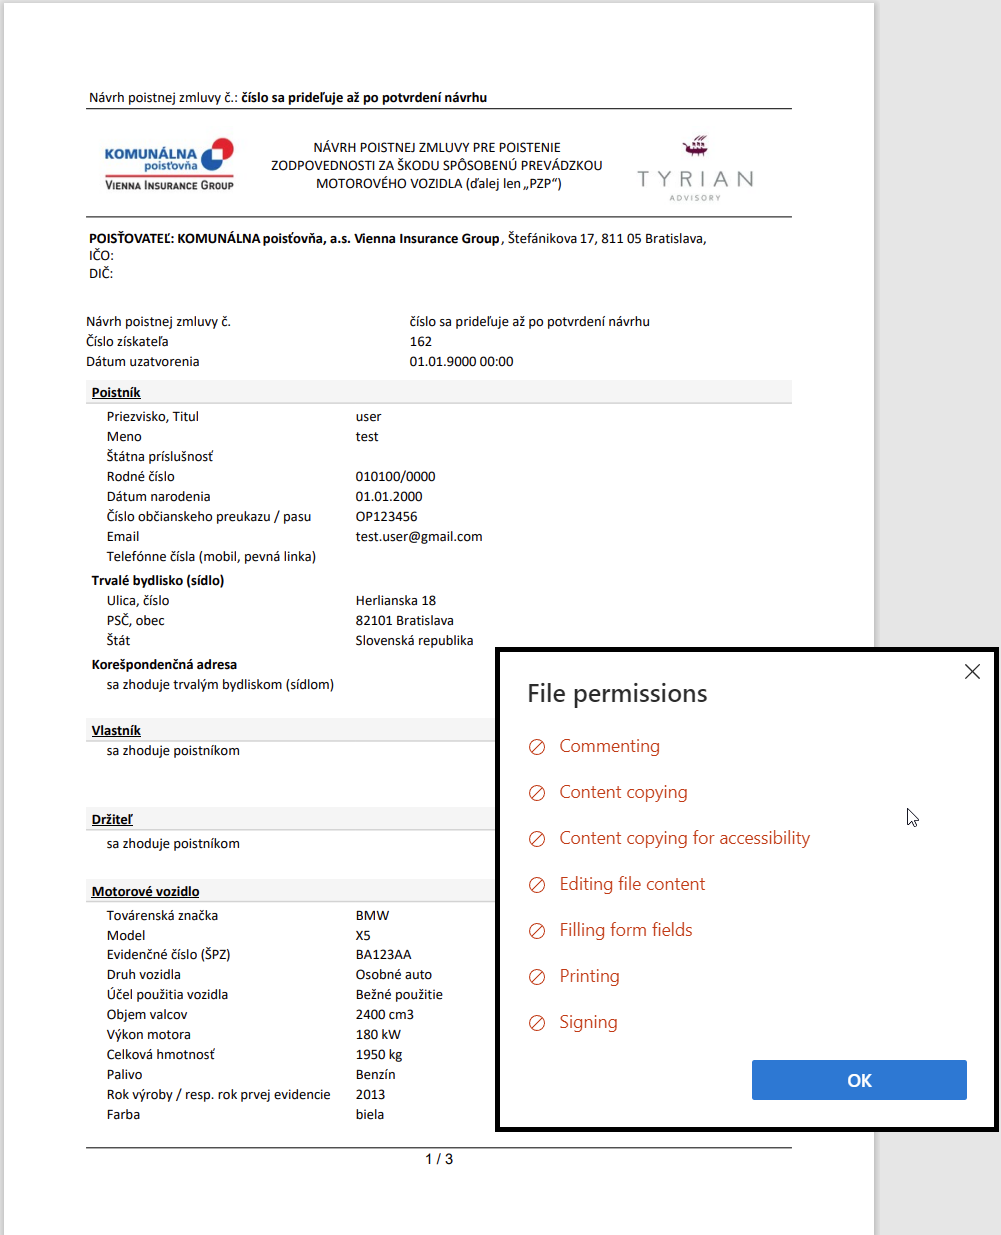 Návrh poistnej zmluvy č.: číslo sa prideľuje až po potvrdení návrhu
KOMUNÁLNA
poisťovňa
VIENNA INSURANCE GROUP
NÁVRH POISTNEJ ZMLUVY PRE POISTENIE
ZODPOVEDNOSTI ZA ŠKODU SPÔSOBENÚ PREVÁDZKOU
MOTOROVÉHO VOZIDLA (ďalej len „PZP“)
TYRIAN
ADVISORY
POISŤOVATEĽ: KOMUNÁLNA poisťovňa, a.s. Vienna Insurance Group, Štefánikova 17, 811 05 Bratislava,
IČO:
DIČ:
Návrh poistnej zmluvy č. číslo sa prideľuje až po potvrdení návrhu
Číslo získateľa 162
Dátum uzatvorenia 01.01.9000 00:00
Poistník
Priezvisko, Titul user
Meno test
Štátna príslušnosť
Rodné číslo 010100/0000
Dátum narodenia 01.01.2000
Číslo občianskeho preukazu / pasu OP123456
Email test.user@gmail.com
Telefónne čísla (mobil, pevná linka)
Trvalé bydlisko (sídlo)
Ulica, číslo Herlianska 18
PSČ, obec 82101 Bratislava
Štát Slovenská republika
Korešpondenčná adresa
sa zhoduje trvalým bydliskom (sídlom)
Vlastník
sa zhoduje poistníkom
Držiteľ
sa zhoduje poistníkom
Motorové vozidlo
Továrenská značka BMW
Model X5
Evidenčné číslo (ŠPZ) BA123AA
Druh vozidla Osobné auto
Účel použitia vozidla Bežné použitie
Objem valcov 2400 cm3
Výkon motora 180 kW
Celková hmotnosť 1950 kg
Palivo Benzín
Rok výroby / resp. rok prvej evidencie 2013
Farba biela
1 / 3
File permissions
Commenting
Content copying
Content copying for accessibility
Editing file content
Filling form fields
Printing
Signing
OK